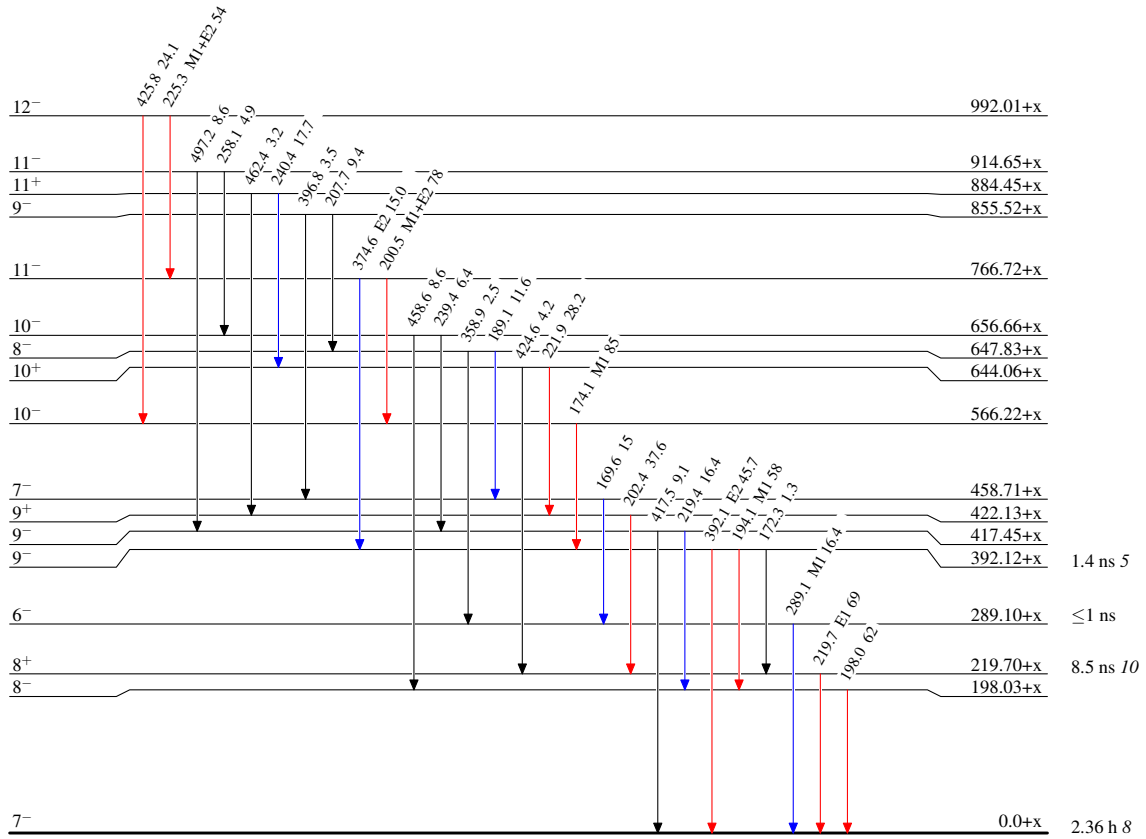 425.8 24.1
225.3 M1+E2 54
12⁻ 992.01+x
497.2 8.6
258.1 4.9
11⁻ 914.65+x
462.4 3.2
240.4 17.7
11⁺ 884.45+x
396.8 3.5
207.7 9.4
9⁻ 855.52+x
374.6 E2 15.0
200.5 M1+E2 78
11⁻ 766.72+x
458.6 8.6
239.4 6.4
10⁻ 656.66+x
358.9 2.5
189.1 11.6
8⁻ 647.83+x
424.6 4.2
221.9 28.2
10⁺ 644.06+x
174.1 M1 85
10⁻ 566.22+x
169.6 15
7⁻ 458.71+x
202.4 37.6
9⁺ 422.13+x
417.5 9.1
219.4 16.4
9⁻ 417.45+x
392.1 E2 45.7
194.1 M1 58
172.3 1.3
9⁻ 392.12+x 1.4 ns 5
289.1 M1 16.4
6⁻ 289.10+x ≤1 ns
219.7 E1 69
8⁺ 219.70+x 8.5 ns 10
198.0 62
8⁻ 198.03+x
7⁻ 0.0+x 2.36 h 8